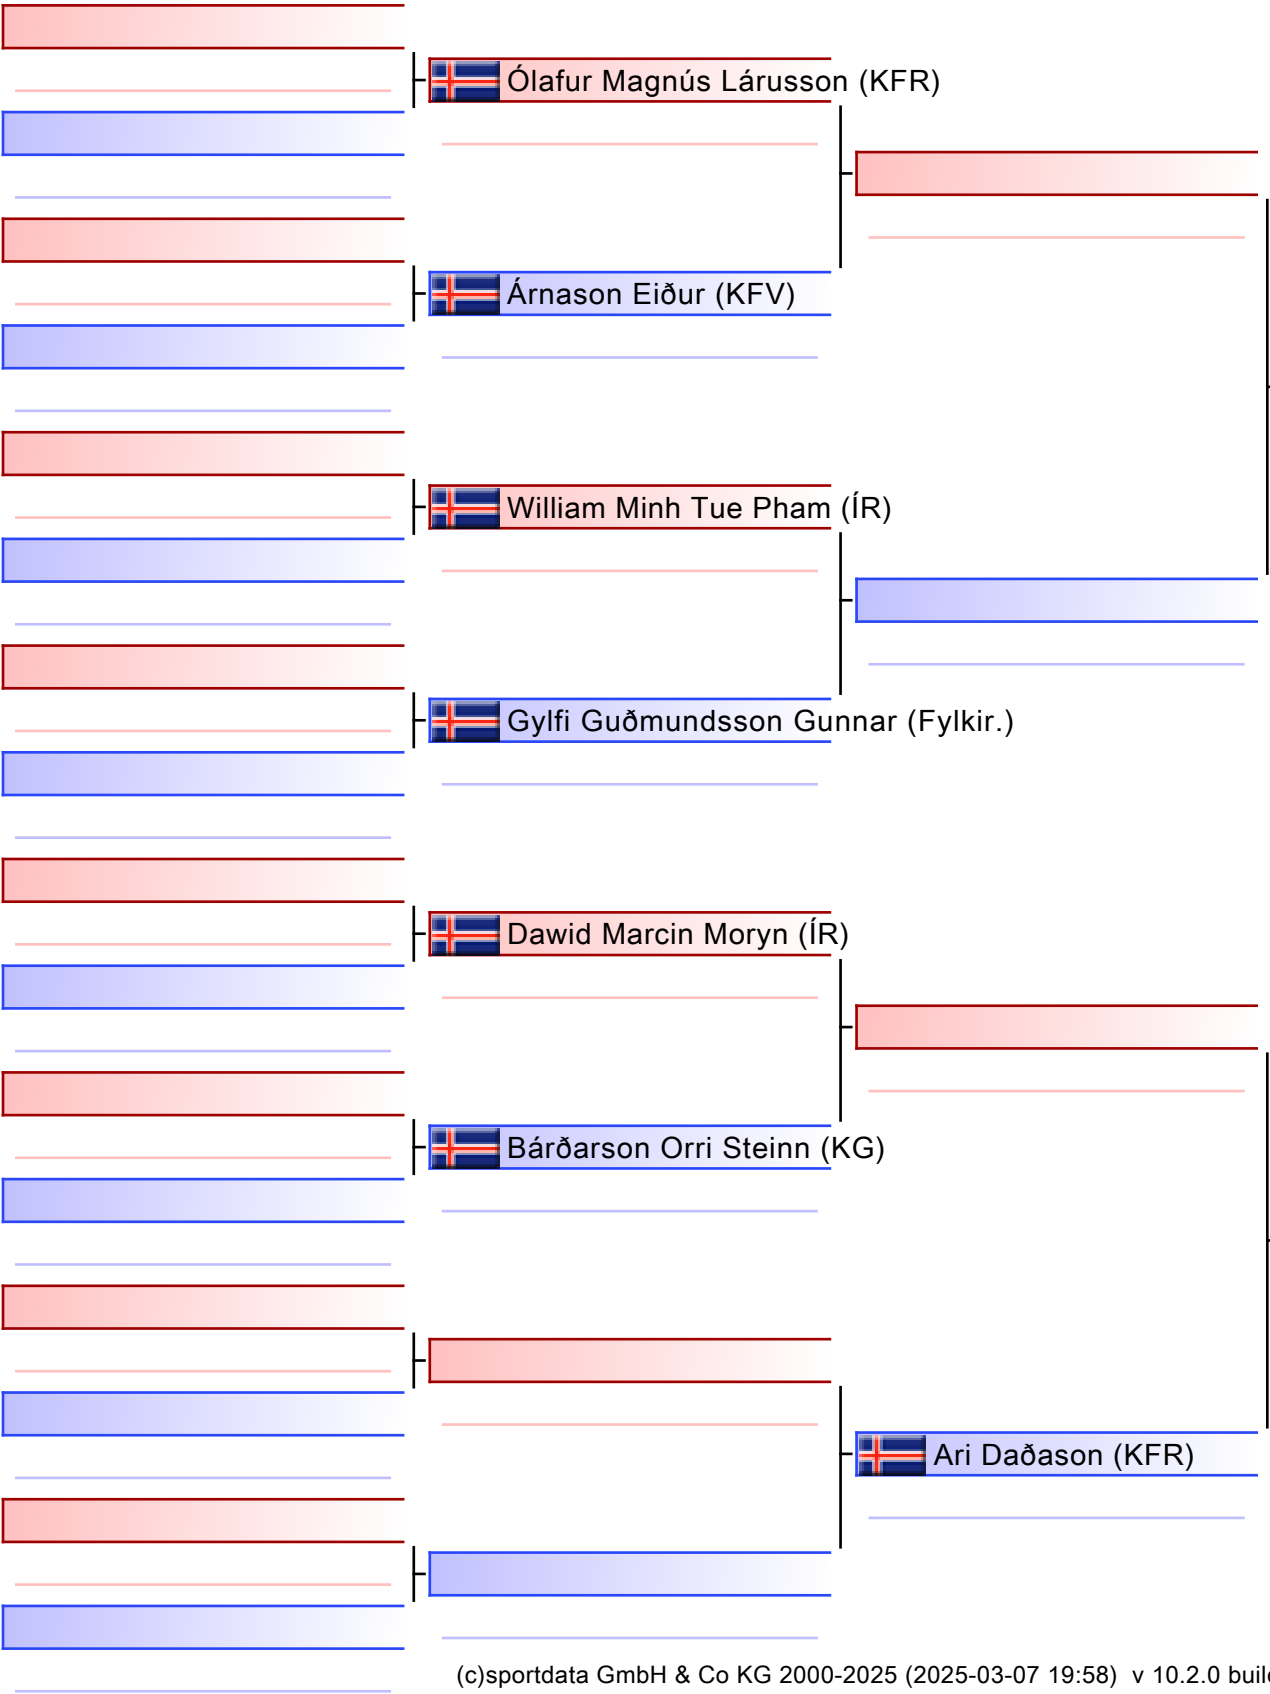 Ólafur Magnús Lárusson (KFR)
Árnason Eiður (KFV)
William Minh Tue Pham (ÍR)
Gylfi Guðmundsson Gunnar (Fylkir.)
Dawid Marcin Moryn (ÍR)
Bárðarson Orri Steinn (KG)
Ari Daðason (KFR)
(c)sportdata GmbH & Co KG 2000-2025 (2025-03-07 19:58) v 10.2.0